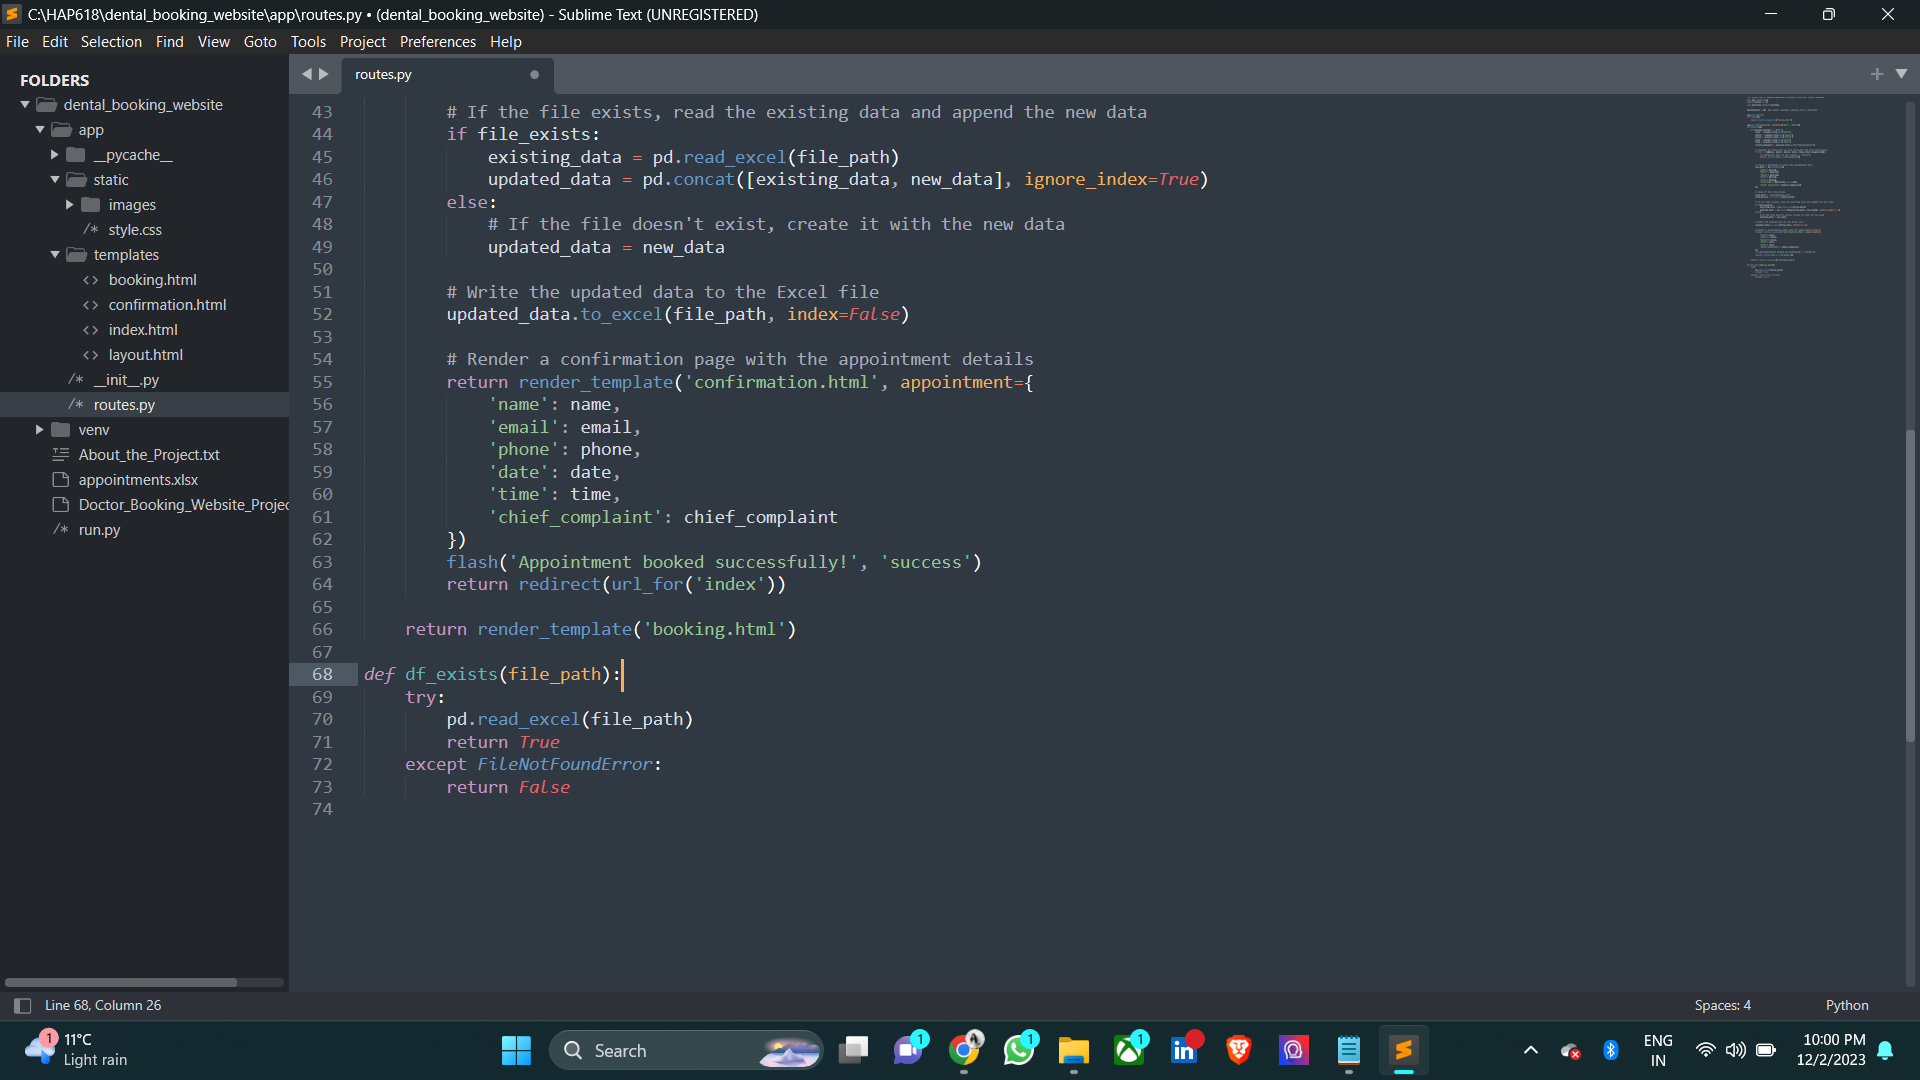 C:\HAP618\dental_booking_website\app\routes.py • (dental_booking_website) - Sublime Text (UNREGISTERED)
File Edit Selection Find View Goto Tools Project Preferences Help
FOLDERS
dental_booking_website
app
__pycache__
static
images
/* style.css
templates
<> booking.html
<> confirmation.html
<> index.html
<> layout.html
/* __init__.py
/* routes.py
venv
About_the_Project.txt
appointments.xlsx
Doctor_Booking_Website_Projec
/* run.py
routes.py
43 # If the file exists, read the existing data and append the new data
44 if file_exists:
45 existing_data = pd.read_excel(file_path)
46 updated_data = pd.concat([existing_data, new_data], ignore_index=True)
47 else:
48 # If the file doesn't exist, create it with the new data
49 updated_data = new_data
50
51 # Write the updated data to the Excel file
52 updated_data.to_excel(file_path, index=False)
53
54 # Render a confirmation page with the appointment details
55 return render_template('confirmation.html', appointment={
56 'name': name,
57 'email': email,
58 'phone': phone,
59 'date': date,
60 'time': time,
61 'chief_complaint': chief_complaint
62 })
63 flash('Appointment booked successfully!', 'success')
64 return redirect(url_for('index'))
65
66 return render_template('booking.html')
67
68 def df_exists(file_path):
69 try:
70 pd.read_excel(file_path)
71 return True
72 except FileNotFoundError:
73 return False
74
Line 68, Column 26
Spaces: 4
Python
1
11°C
Light rain
Search
1
1
1
ENG
IN
10:00 PM
12/2/2023